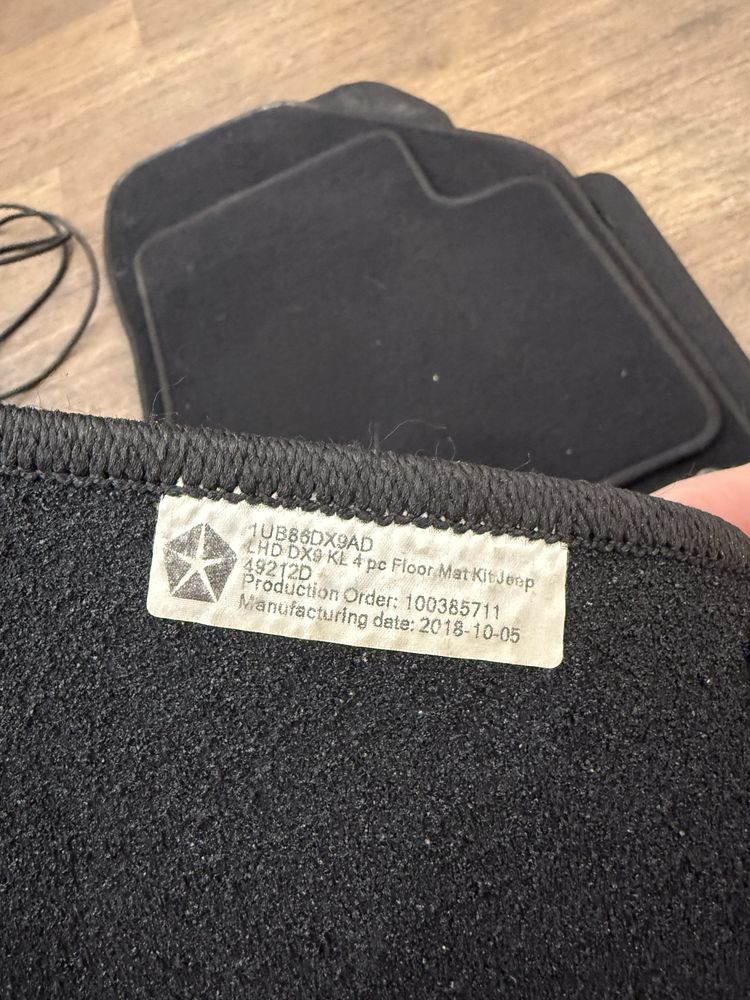 1UB86DX9AD
LHD DX9 KL 4 pc Floor Mat Kit Jeep
49212D
Production Order: 100385711
Manufacturing date: 2018-10-05